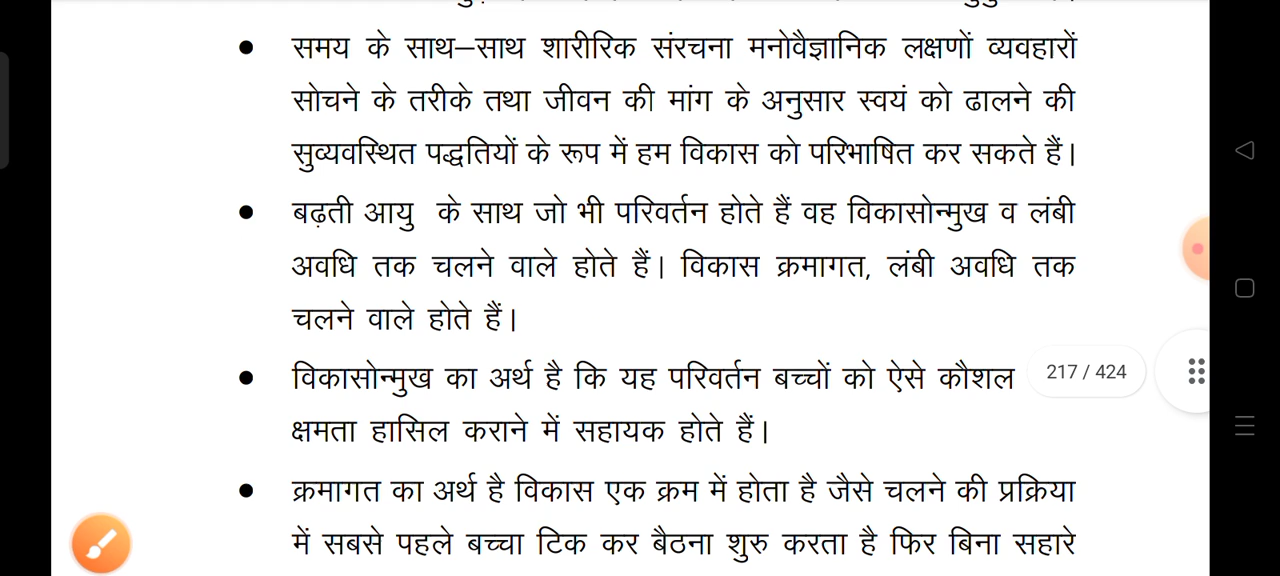 समय के साथ–साथ शारीरिक संरचना मनोवैज्ञानिक लक्षणों व्यवहारों
सोचने के तरीके तथा जीवन की मांग के अनुसार स्वयं को ढालने की
सुव्यवस्थित पद्धतियों के रूप में हम विकास को परिभाषित कर सकते हैं।
बढ़ती आयु के साथ जो भी परिवर्तन होते हैं वह विकासोन्मुख व लंबी
अवधि तक चलने वाले होते हैं। विकास क्रमागत, लंबी अवधि तक
चलने वाले होते हैं।
विकासोन्मुख का अर्थ है कि यह परिवर्तन बच्चों को ऐसे कौशल
217 / 424
क्षमता हासिल कराने में सहायक होते हैं।
क्रमागत का अर्थ है विकास एक क्रम में होता है जैसे चलने की प्रक्रिया
में सबसे पहले बच्चा टिक कर बैठना शुरु करता है फिर बिना सहारे